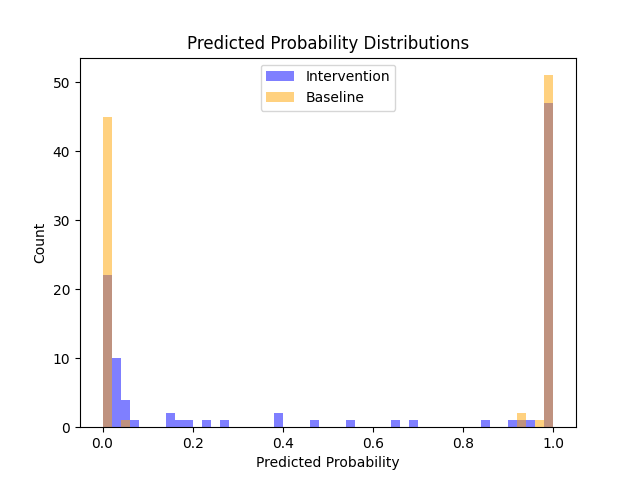 Predicted Probability Distributions
Intervention
Baseline
Count
50
40
30
20
10
0
0.0 0.2 0.4 0.6 0.8 1.0
Predicted Probability